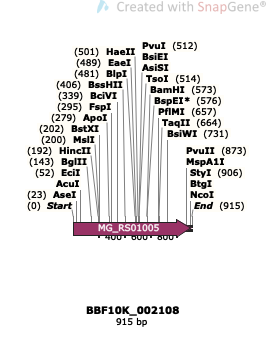 Created with SnapGene®
PvuI (512)
(501) HaeII BsiEI
(489) EaeI AsiSI
(481) BlpI TsoI (514)
(406) BssHII BamHI (573)
(339) BciVI BspEI* (576)
(295) FspI PflMI (657)
(279) ApoI TaqII (664)
(202) BstXI BsiWI (731)
(200) MslI
(192) HincII PvuII (873)
(143) BglII MspA1I
(52) EciI StyI (906)
AcuI BtgI
(23) AseI NcoI
(0) Start End (915)
MG_RS01005
400 600 800
BBF10K_002108
915 bp